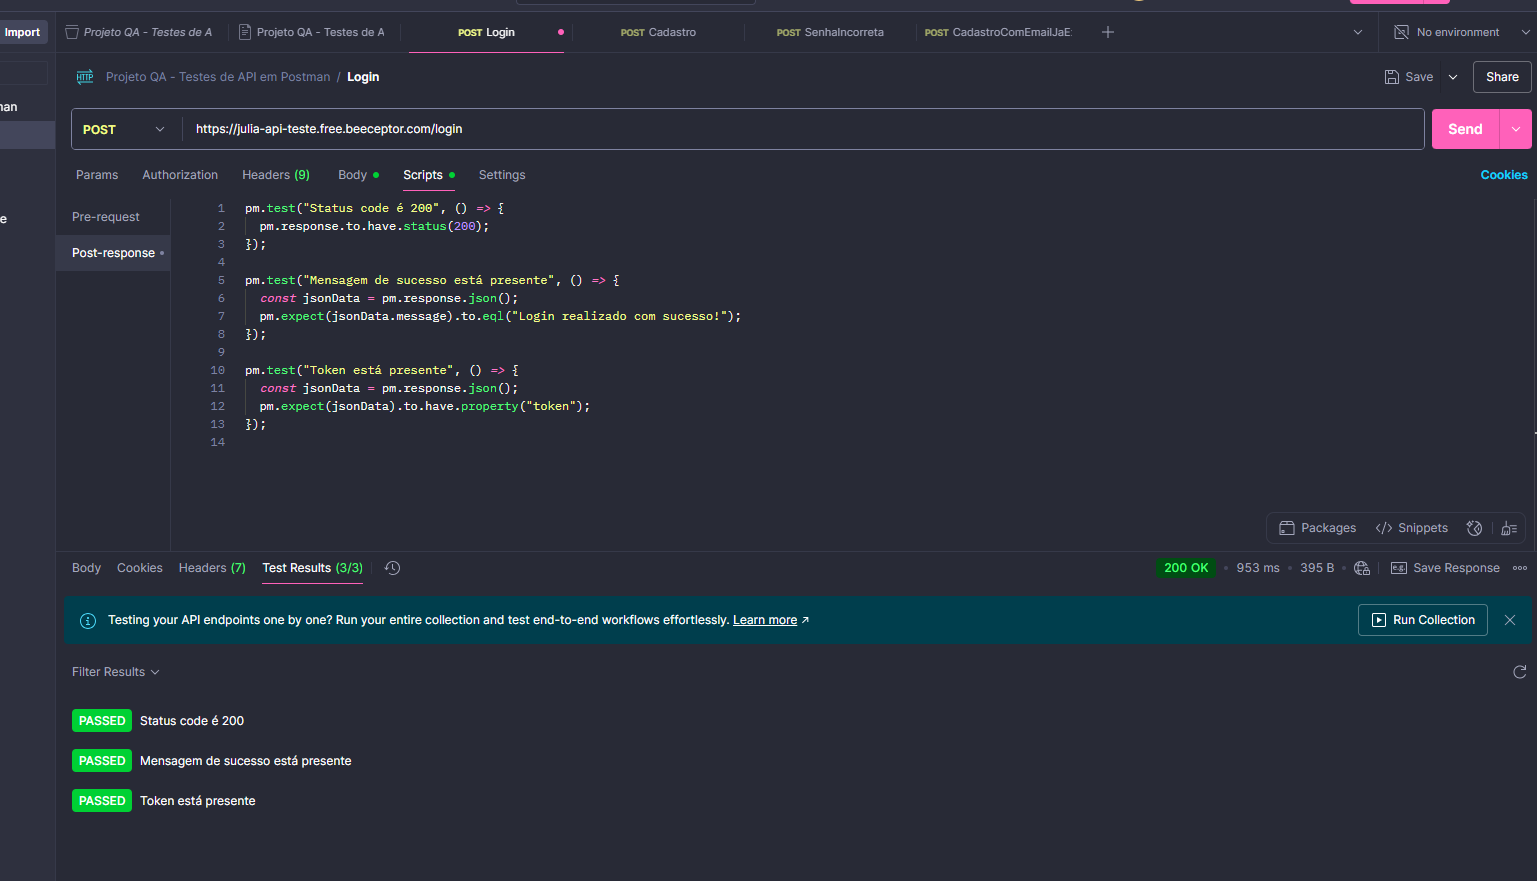 Import
Projeto QA - Testes de A
Projeto QA - Testes de A
POST Login
POST Cadastro
POST SenhaIncorreta
POST CadastroComEmailJaE
No environment
HTTP
Projeto QA - Testes de API em Postman / Login
Save
Share
POST
https://julia-api-teste.free.beeceptor.com/login
Send
Params
Authorization
Headers (9)
Body
Scripts
Settings
Cookies
Pre-request
Post-response
1 pm.test("Status code é 200", () => {
2 pm.response.to.have.status(200);
3 });
4
5 pm.test("Mensagem de sucesso está presente", () => {
6 const jsonData = pm.response.json();
7 pm.expect(jsonData.message).to.eql("Login realizado com sucesso!");
8 });
9
10 pm.test("Token está presente", () => {
11 const jsonData = pm.response.json();
12 pm.expect(jsonData).to.have.property("token");
13 });
14
Packages
</> Snippets
Body
Cookies
Headers (7)
Test Results (3/3)
200 OK
953 ms
395 B
e.g. Save Response
Testing your API endpoints one by one? Run your entire collection and test end-to-end workflows effortlessly. Learn more
Run Collection
Filter Results
PASSED Status code é 200
PASSED Mensagem de sucesso está presente
PASSED Token está presente